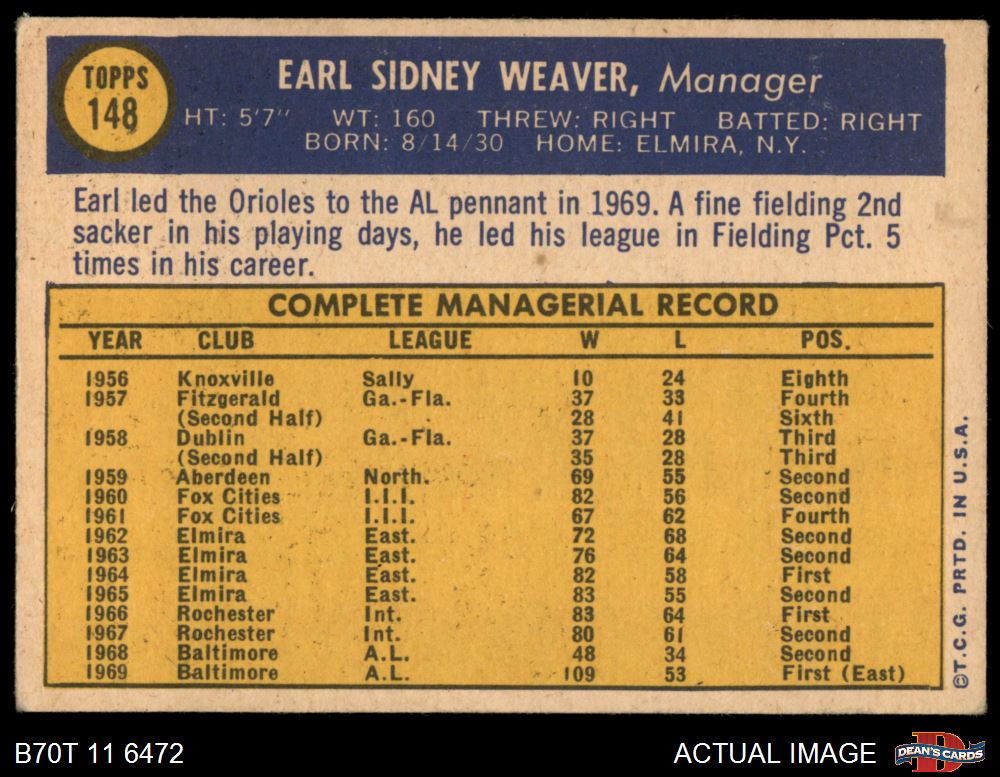 TOPPS
148
EARL SIDNEY WEAVER, Manager
HT: 5'7" WT: 160 THREW: RIGHT BATTED: RIGHT
BORN: 8/14/30 HOME: ELMIRA, N.Y.
Earl led the Orioles to the AL pennant in 1969. A fine fielding 2nd
sacker in his playing days, he led his league in Fielding Pct. 5
times in his career.
COMPLETE MANAGERIAL RECORD
YEAR CLUB LEAGUE W L POS.
1956 Knoxville Sally 10 24 Eighth
1957 Fitzgerald Ga.-Fla. 37 33 Fourth
(Second Half) 28 41 Sixth
1958 Dublin Ga.-Fla. 37 28 Third
(Second Half) 35 28 Third
1959 Aberdeen North. 69 55 Second
1960 Fox Cities I.I.I. 82 56 Second
1961 Fox Cities I.I.I. 67 62 Fourth
1962 Elmira East. 72 68 Second
1963 Elmira East. 76 64 Second
1964 Elmira East. 82 58 First
1965 Elmira East. 83 55 Second
1966 Rochester Int. 83 64 First
1967 Rochester Int. 80 61 Second
1968 Baltimore A.L. 48 34 Second
1969 Baltimore A.L. 109 53 First (East)
©T.C.G. PRTD. IN U.S.A.
B70T 11 6472
ACTUAL IMAGE
D
DEAN'S CARDS